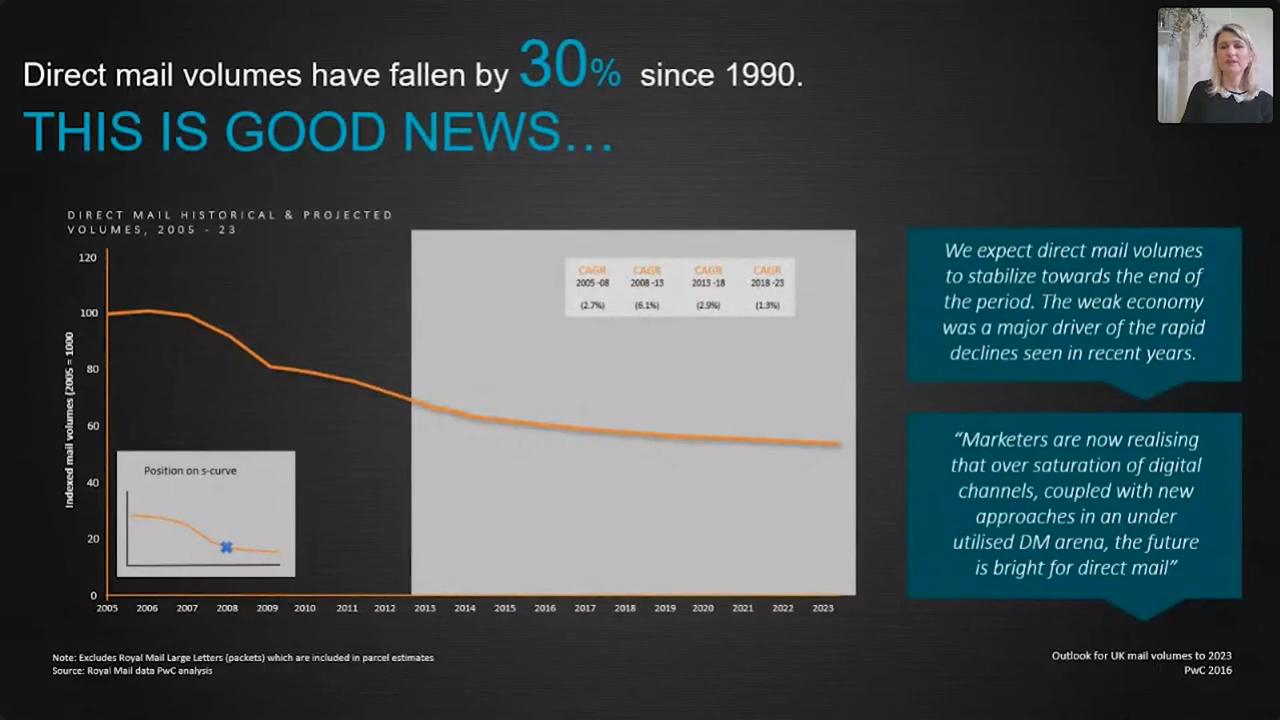 Direct mail volumes have fallen by 30% since 1990.
THIS IS GOOD NEWS...
DIRECT MAIL HISTORICAL & PROJECTED
VOLUMES, 2005 - 23
Indexed mail volumes (2005 = 1000
120
100
80
60
40
20
0
2005 2006 2007 2008 2009 2010 2011 2012 2013 2014 2015 2016 2017 2018 2019 2020 2021 2022 2023
CAGR CAGR CAGR CAGR
2005 -08 2008 -13 2013 -18 2018 -23
(2.7%) (6.1%) (2.9%) (1.3%)
Position on s-curve
We expect direct mail volumes
to stabilize towards the end of
the period. The weak economy
was a major driver of the rapid
declines seen in recent years.
“Marketers are now realising
that over saturation of digital
channels, coupled with new
approaches in an under
utilised DM arena, the future
is bright for direct mail”
Note: Excludes Royal Mail Large Letters (packets) which are included in parcel estimates
Source: Royal Mail data PwC analysis
Outlook for UK mail volumes to 2023
PwC 2016